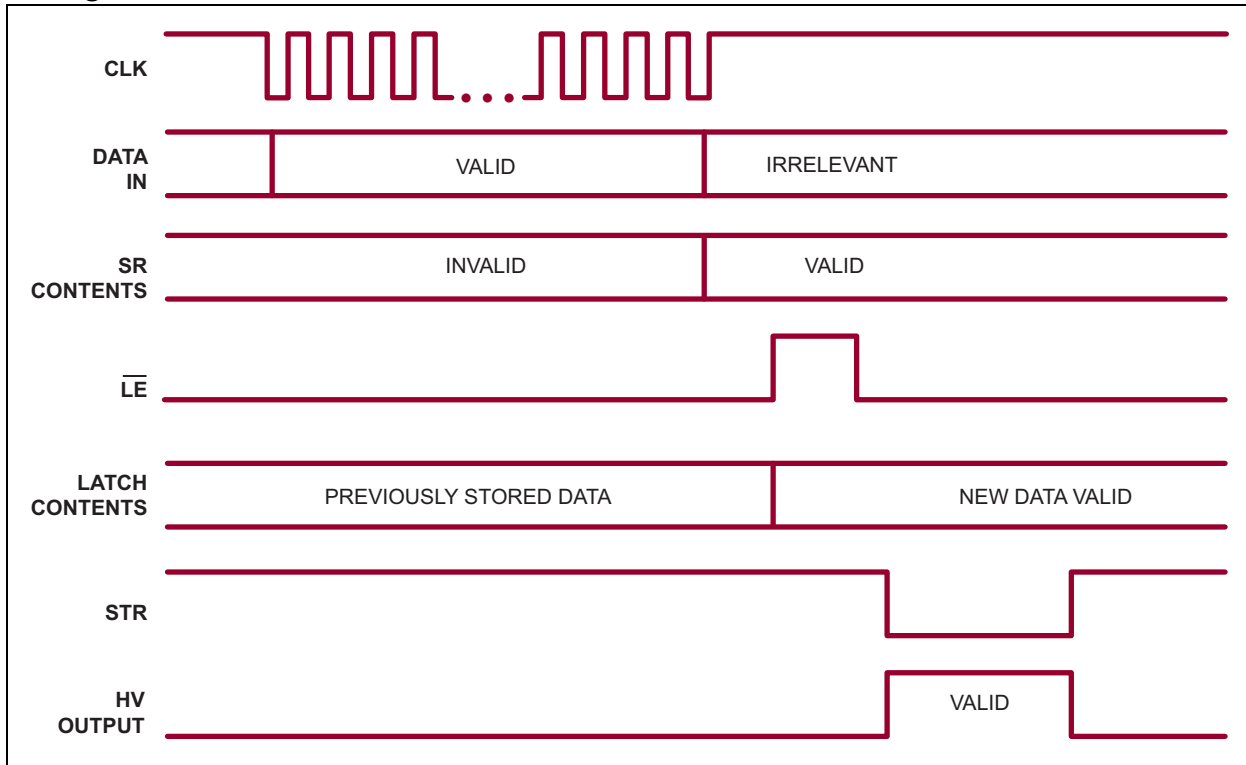 CLK
DATA
IN
VALID
IRRELEVANT
SR
CONTENTS
INVALID
VALID
L̅E̅
LATCH
CONTENTS
PREVIOUSLY STORED DATA
NEW DATA VALID
STR
HV
OUTPUT
VALID